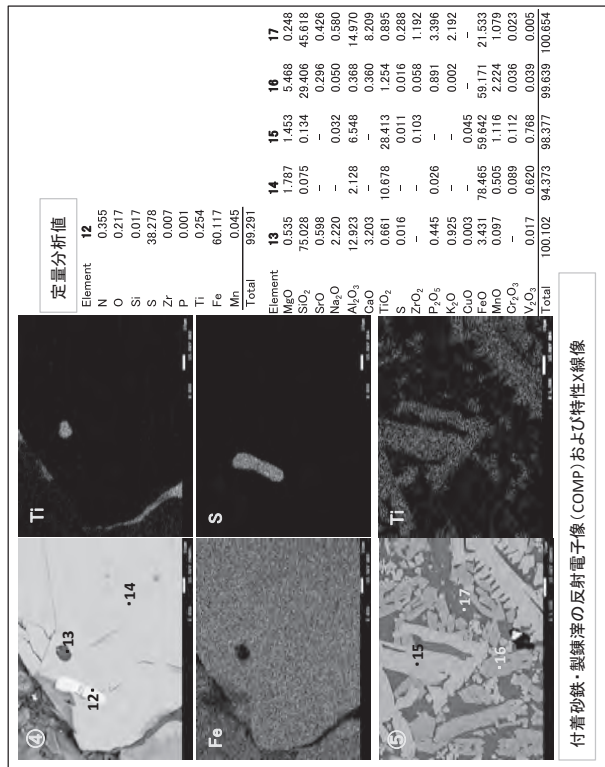 ④
12
13
14
Ti
Fe
S
⑤
15
16
17
Ti
定量分析値
Element 12
N 0.355
O 0.217
Si 0.017
S 38.278
Zr 0.007
P 0.001
Ti 0.254
Fe 60.117
Mn 0.045
Total 99.291
Element 13 14 15 16 17
MgO 0.535 1.787 1.453 5.468 0.248
SiO2 75.028 0.075 0.134 29.406 45.618
SrO 0.598 – – 0.296 0.426
Na2O 2.220 – 0.032 0.050 0.580
Al2O3 12.923 2.128 6.548 0.368 14.970
CaO 3.203 – – 0.360 8.209
TiO2 0.661 10.678 28.413 1.254 0.895
S 0.016 – 0.011 0.016 0.288
ZrO2 – – 0.103 0.058 1.192
P2O5 0.445 0.026 – 0.891 3.396
K2O 0.925 – – 0.002 2.192
CuO 0.003 – 0.045 – –
FeO 3.431 78.465 59.642 59.171 21.533
MnO 0.097 0.505 1.116 2.224 1.079
Cr2O3 – 0.089 0.112 0.036 0.023
V2O3 0.017 0.620 0.768 0.039 0.005
Total 100.102 94.373 98.377 99.639 100.654
付着砂鉄・製錬滓の反射電子像(COMP)および特性X線像